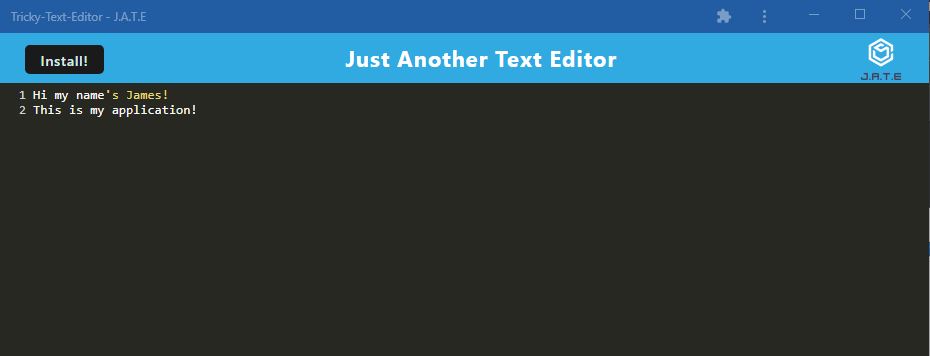 Tricky-Text-Editor - J.A.T.E
Install!
Just Another Text Editor
J.A.T.E
1 Hi my name's James!
2 This is my application!